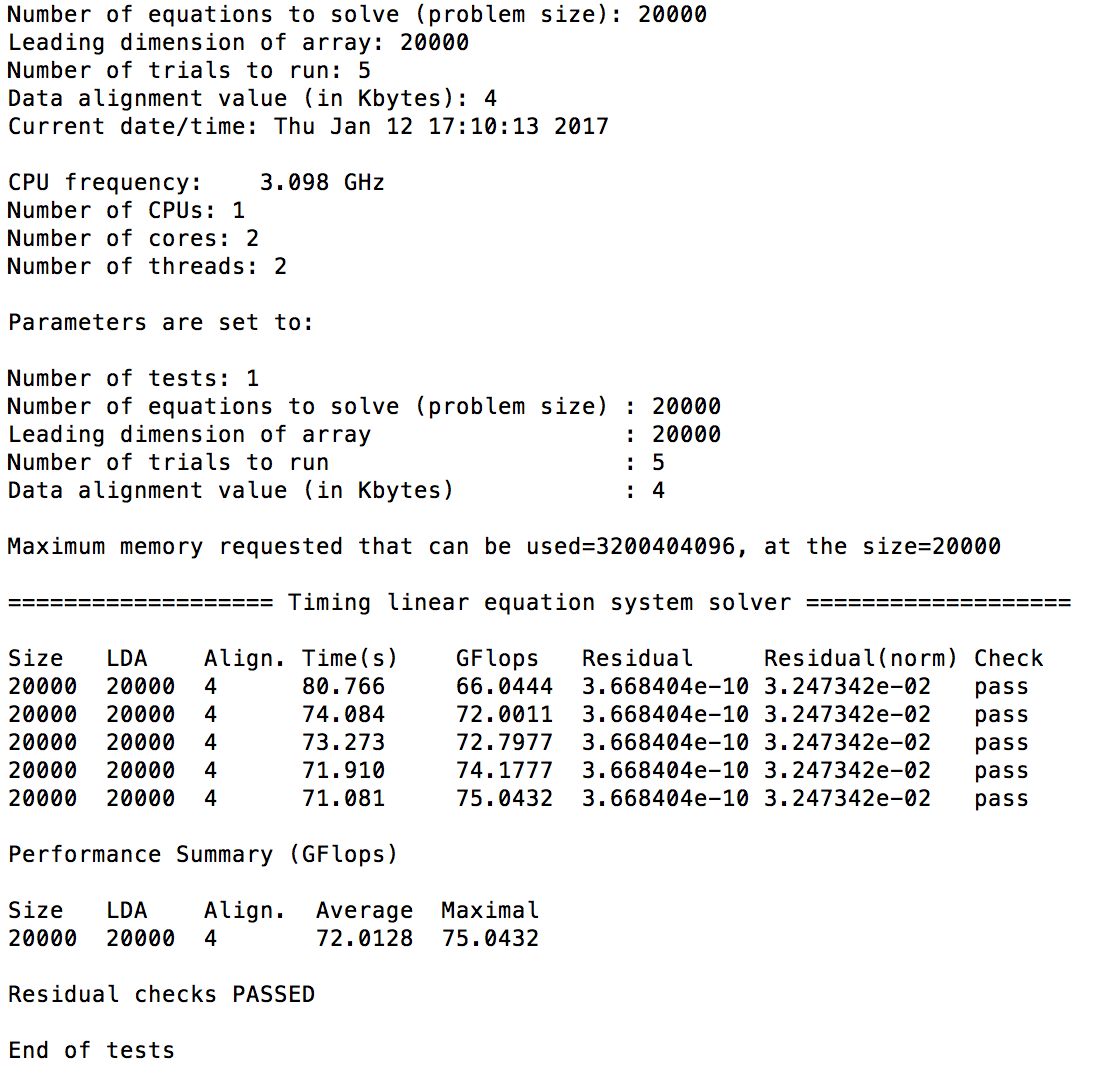 Number of equations to solve (problem size): 20000
Leading dimension of array: 20000
Number of trials to run: 5
Data alignment value (in Kbytes): 4
Current date/time: Thu Jan 12 17:10:13 2017

CPU frequency:    3.098 GHz
Number of CPUs: 1
Number of cores: 2
Number of threads: 2

Parameters are set to:

Number of tests: 1
Number of equations to solve (problem size) : 20000
Leading dimension of array                  : 20000
Number of trials to run                     : 5
Data alignment value (in Kbytes)            : 4

Maximum memory requested that can be used=3200404096, at the size=20000

=================== Timing linear equation system solver ===================

Size   LDA    Align. Time(s)    GFlops   Residual     Residual(norm) Check
20000  20000  4      80.766     66.0444  3.668404e-10 3.247342e-02   pass
20000  20000  4      74.084     72.0011  3.668404e-10 3.247342e-02   pass
20000  20000  4      73.273     72.7977  3.668404e-10 3.247342e-02   pass
20000  20000  4      71.910     74.1777  3.668404e-10 3.247342e-02   pass
20000  20000  4      71.081     75.0432  3.668404e-10 3.247342e-02   pass

Performance Summary (GFlops)

Size   LDA    Align.  Average  Maximal
20000  20000  4       72.0128  75.0432

Residual checks PASSED

End of tests